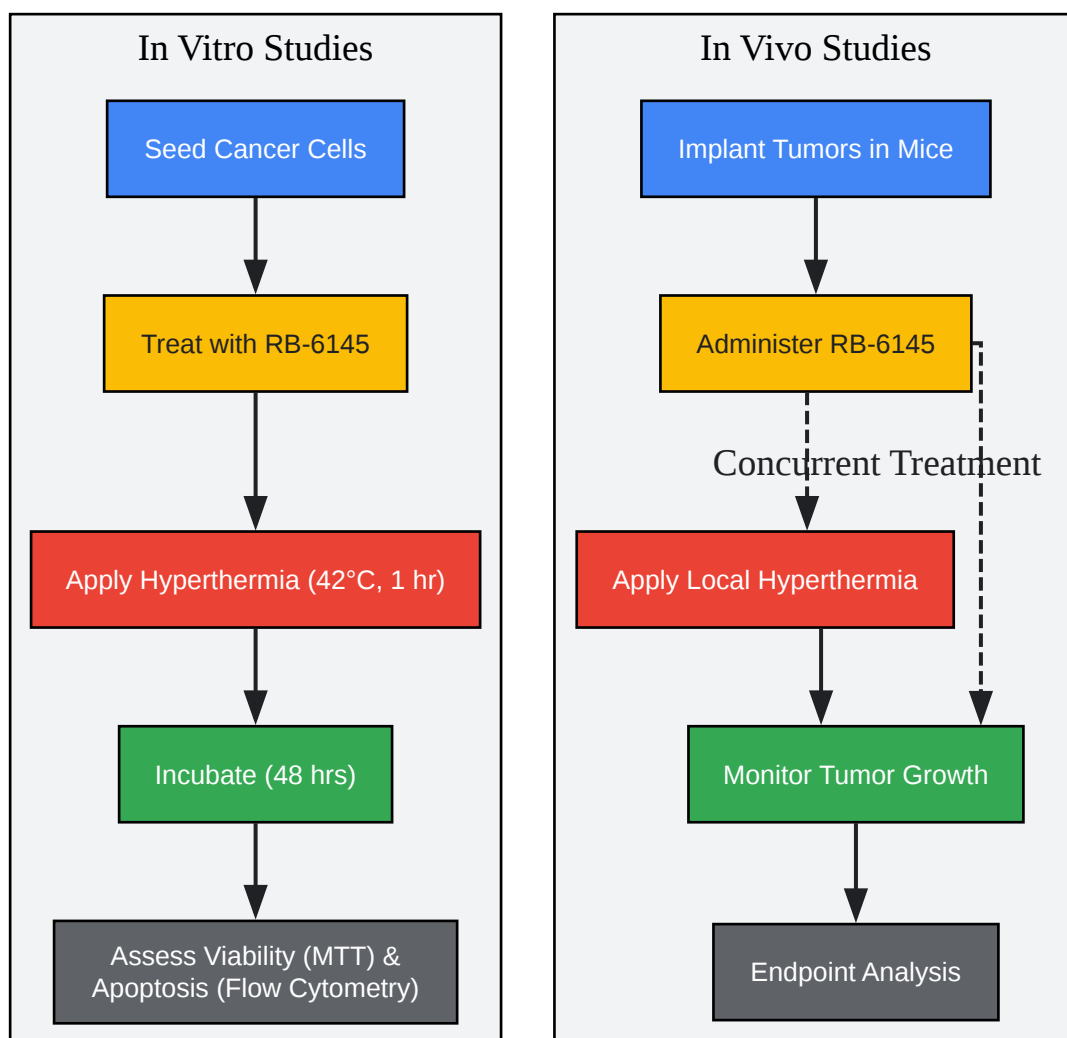 In Vitro Studies
Seed Cancer Cells
Treat with RB-6145
Apply Hyperthermia (42°C, 1 hr)
Incubate (48 hrs)
Assess Viability (MTT) &
Apoptosis (Flow Cytometry)
In Vivo Studies
Implant Tumors in Mice
Administer RB-6145
Concurrent Treatment
Apply Local Hyperthermia
Monitor Tumor Growth
Endpoint Analysis